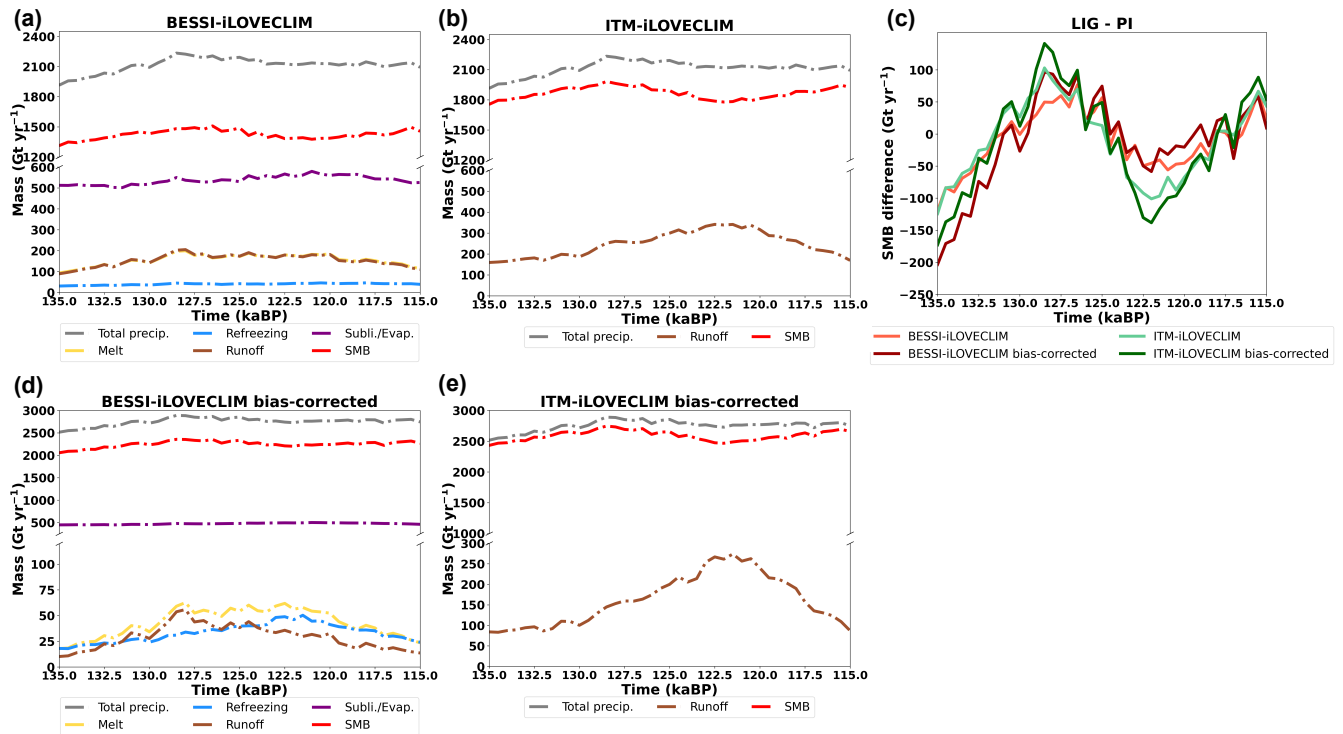 (a)
BESSI-iLOVECLIM
Mass (Gt yr⁻¹)
2400
2100
1800
1500
1200
600
500
400
300
200
100
0
135.0 132.5 130.0 127.5 125.0 122.5 120.0 117.5 115.0
Time (kaBP)
Total precip. Refreezing Subli./Evap.
Melt Runoff SMB
(b)
ITM-iLOVECLIM
Mass (Gt yr⁻¹)
2400
2100
1800
1500
1200
600
400
200
0
135.0 132.5 130.0 127.5 125.0 122.5 120.0 117.5 115.0
Time (kaBP)
Total precip. Runoff SMB
(c)
LIG - PI
SMB difference (Gt yr⁻¹)
100
50
0
−50
−100
−150
−200
−250
135.0 132.5 130.0 127.5 125.0 122.5 120.0 117.5 115.0
Time (kaBP)
BESSI-iLOVECLIM ITM-iLOVECLIM
BESSI-iLOVECLIM bias-corrected ITM-iLOVECLIM bias-corrected
(d)
BESSI-iLOVECLIM bias-corrected
Mass (Gt yr⁻¹)
3000
2500
2000
1500
1000
500
100
75
50
25
0
135.0 132.5 130.0 127.5 125.0 122.5 120.0 117.5 115.0
Time (kaBP)
Total precip. Refreezing Subli./Evap.
Melt Runoff SMB
(e)
ITM-iLOVECLIM bias-corrected
Mass (Gt yr⁻¹)
3000
2500
2000
1500
1000
300
250
200
150
100
50
0
135.0 132.5 130.0 127.5 125.0 122.5 120.0 117.5 115.0
Time (kaBP)
Total precip. Runoff SMB